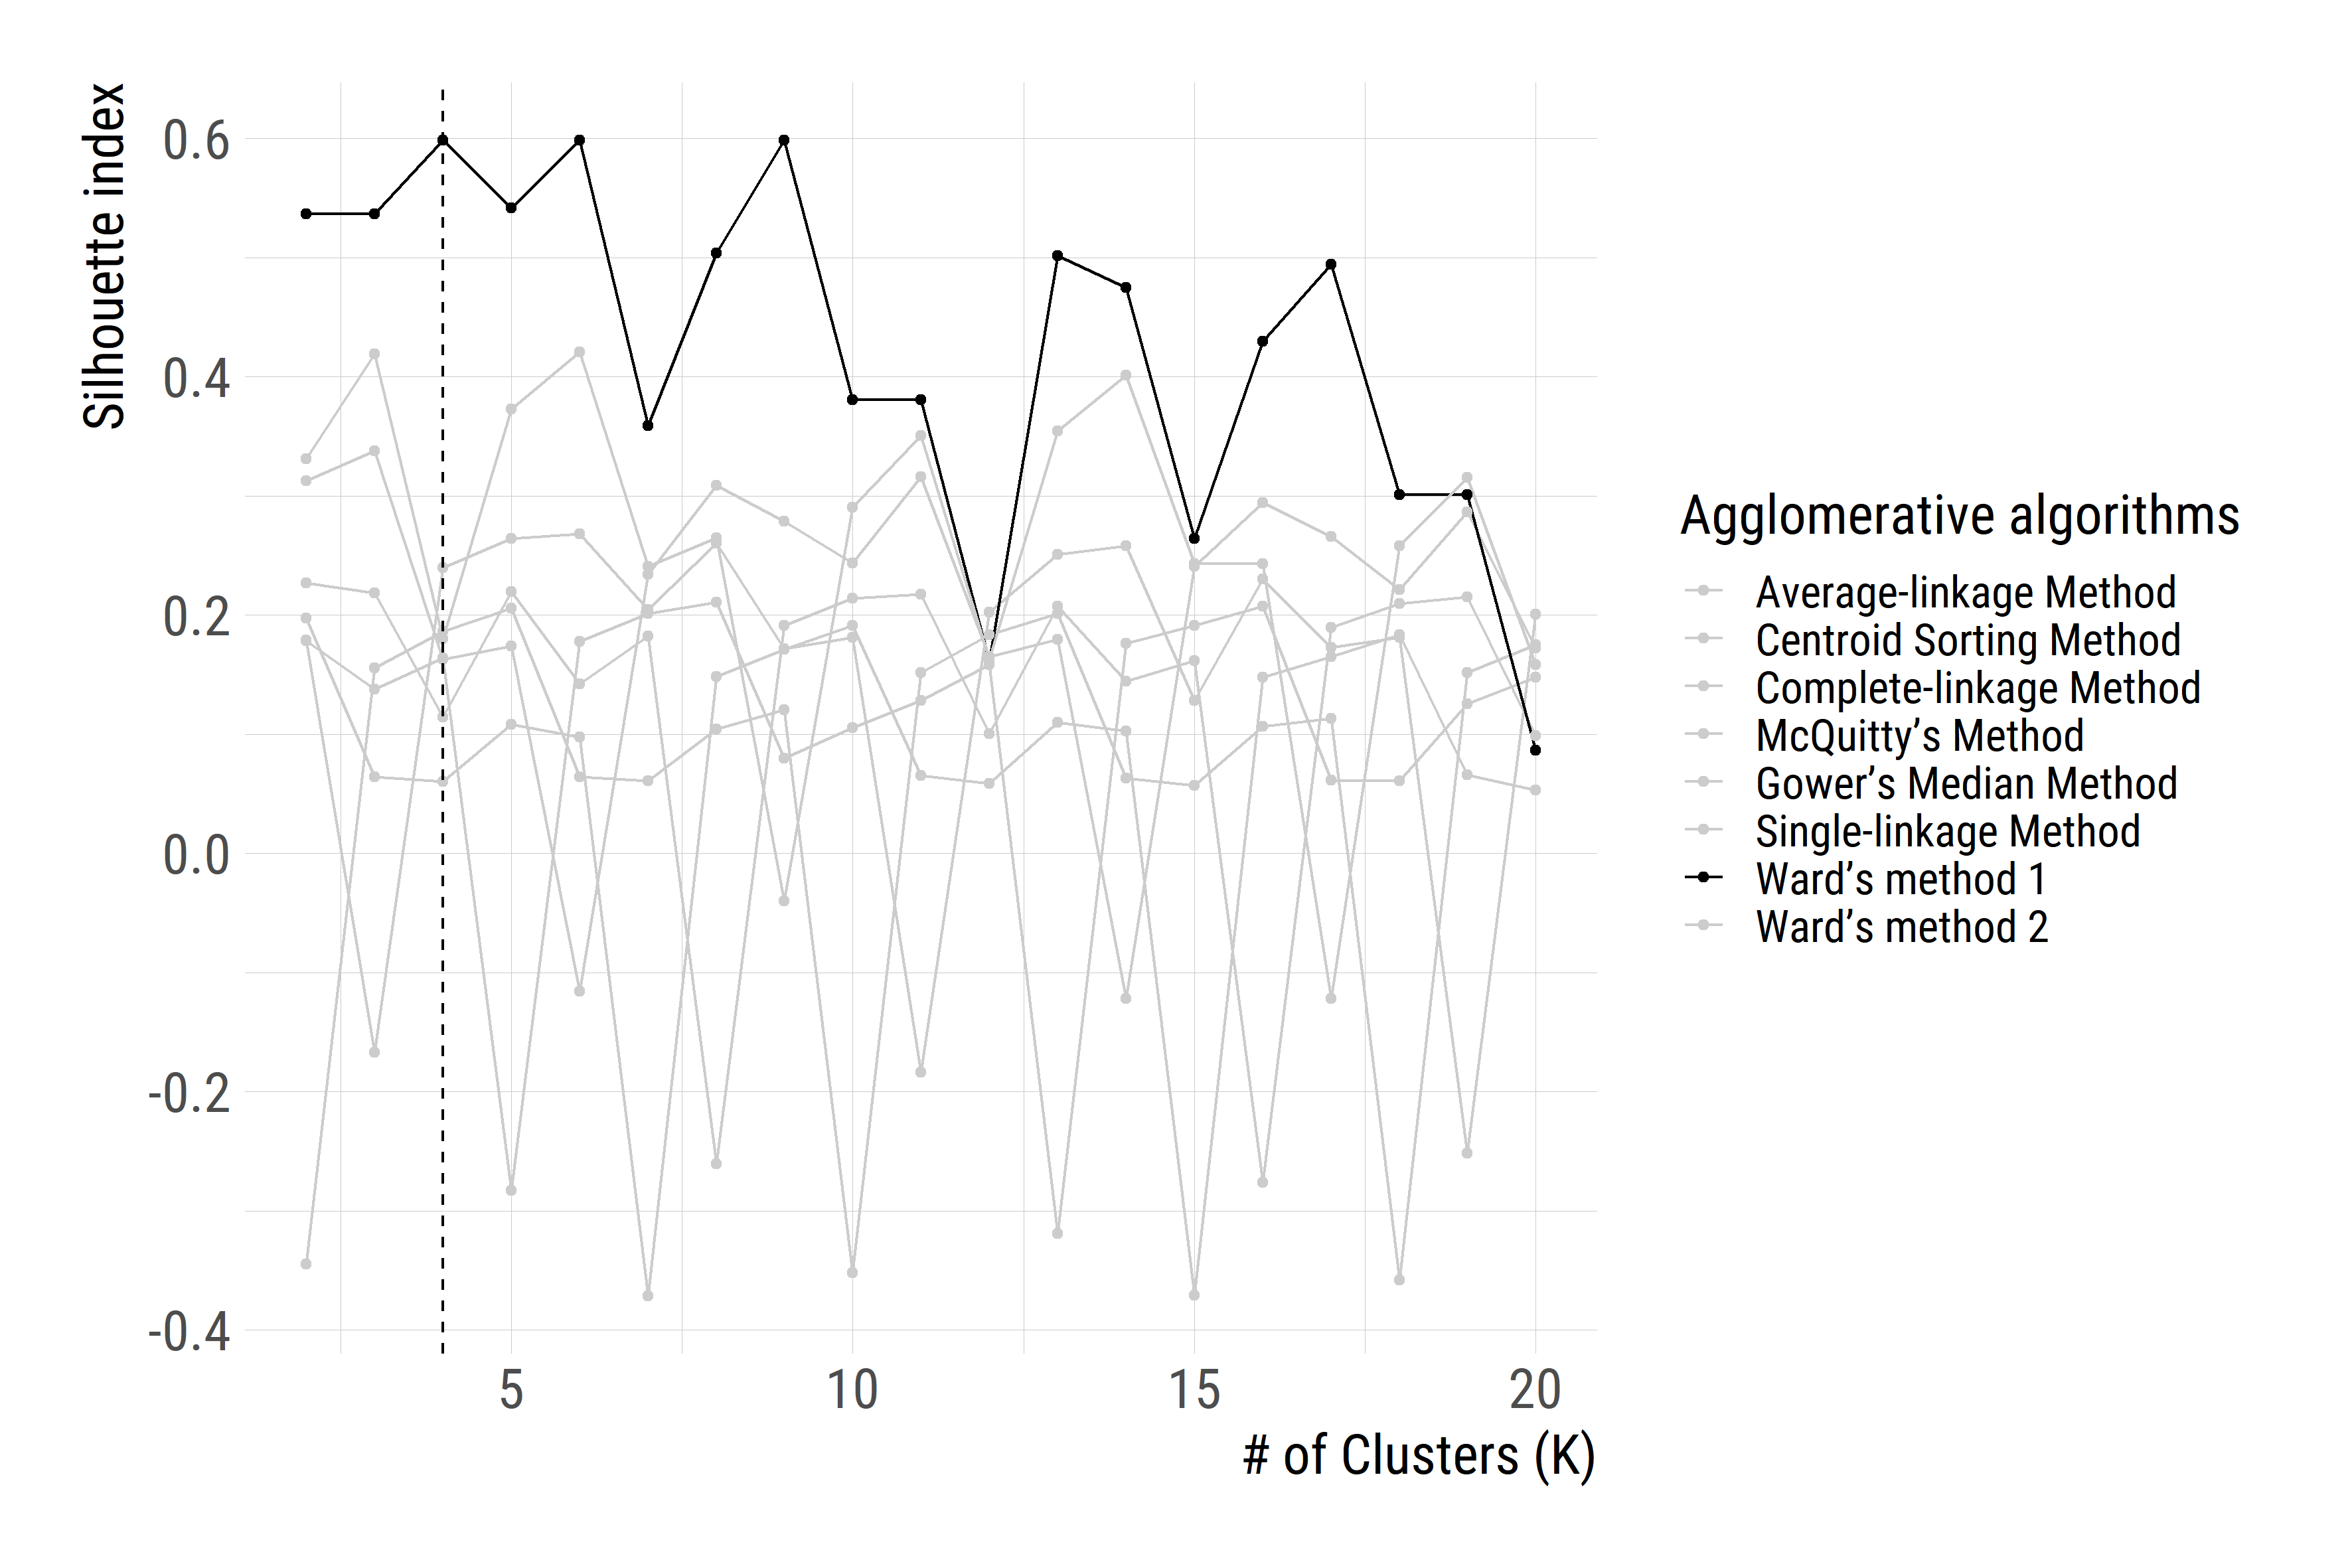 Silhouette index
0.6
0.4
0.2
0.0
-0.2
-0.4
5 10 15 20
# of Clusters (K)
Agglomerative algorithms
Average-linkage Method
Centroid Sorting Method
Complete-linkage Method
McQuitty’s Method
Gower’s Median Method
Single-linkage Method
Ward’s method 1
Ward’s method 2